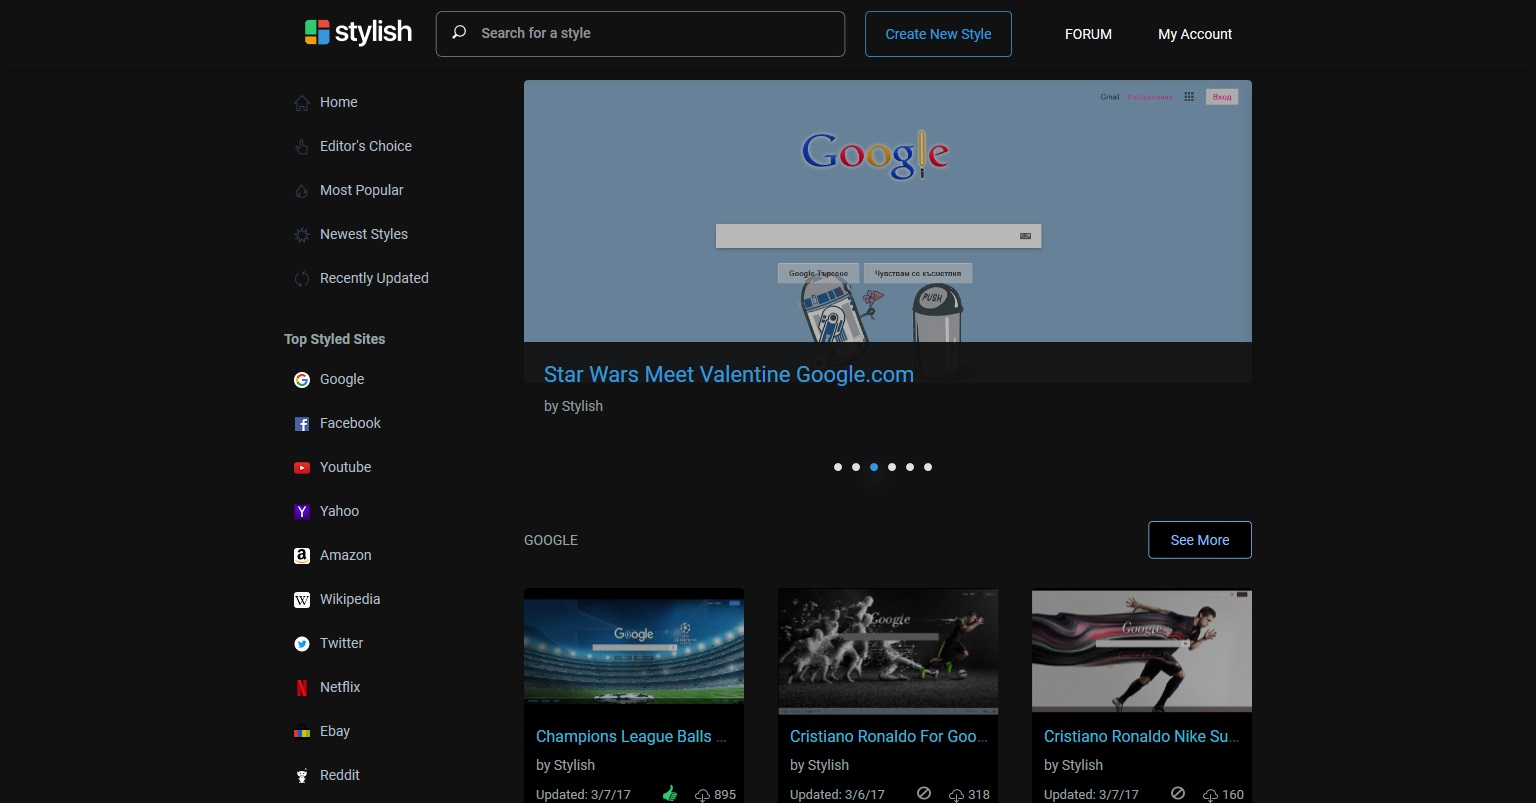 stylish
Search for a style
Create New Style
FORUM
My Account
Home
Editor's Choice
Most Popular
Newest Styles
Recently Updated
Top Styled Sites
Google
Facebook
Youtube
Yahoo
Amazon
Wikipedia
Twitter
Netflix
Ebay
Reddit
Gmail
Вход
Google
Google Търсене
Чувствам се късметлия
PUSH
Star Wars Meet Valentine Google.com
by Stylish
GOOGLE
See More
Google
Champions League Balls ...
by Stylish
Updated: 3/7/17 895
Google
Cristiano Ronaldo For Goo...
by Stylish
Updated: 3/6/17 318
Google
Cristiano Ronaldo Nike Su...
by Stylish
Updated: 3/7/17 160